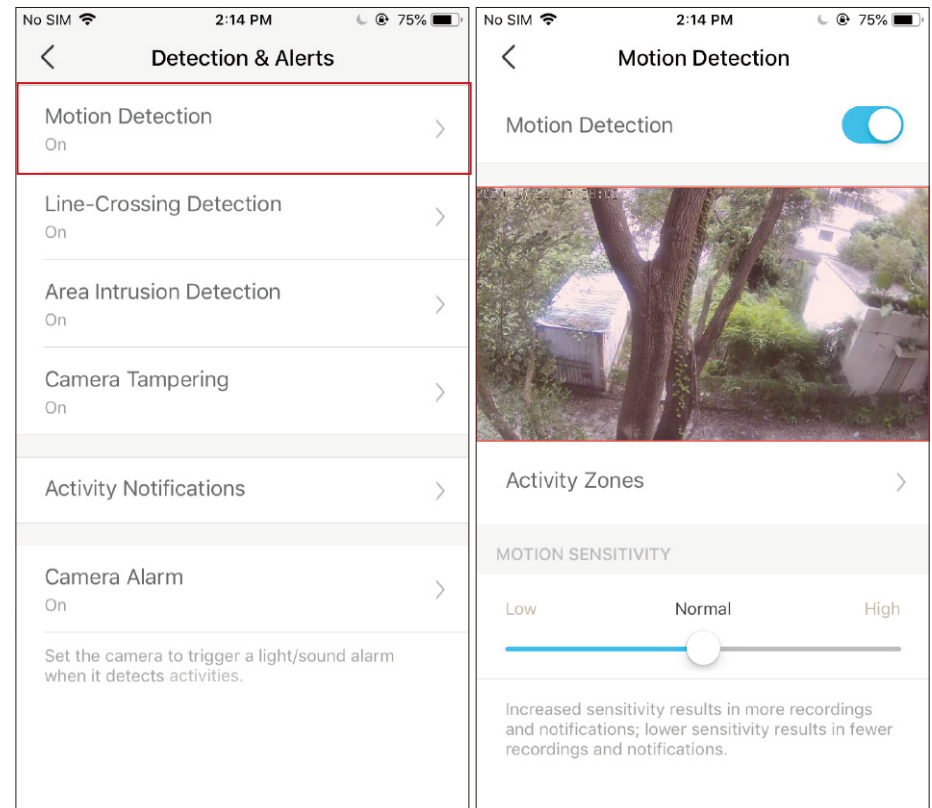 No SIM 2:14 PM 75%
Detection & Alerts
Motion Detection
On
Line-Crossing Detection
On
Area Intrusion Detection
On
Camera Tampering
On
Activity Notifications
Camera Alarm
On
Set the camera to trigger a light/sound alarm
when it detects activities.
No SIM 2:14 PM 75%
Motion Detection
Motion Detection
Activity Zones
MOTION SENSITIVITY
Low Normal High
Increased sensitivity results in more recordings
and notifications; lower sensitivity results in fewer
recordings and notifications.